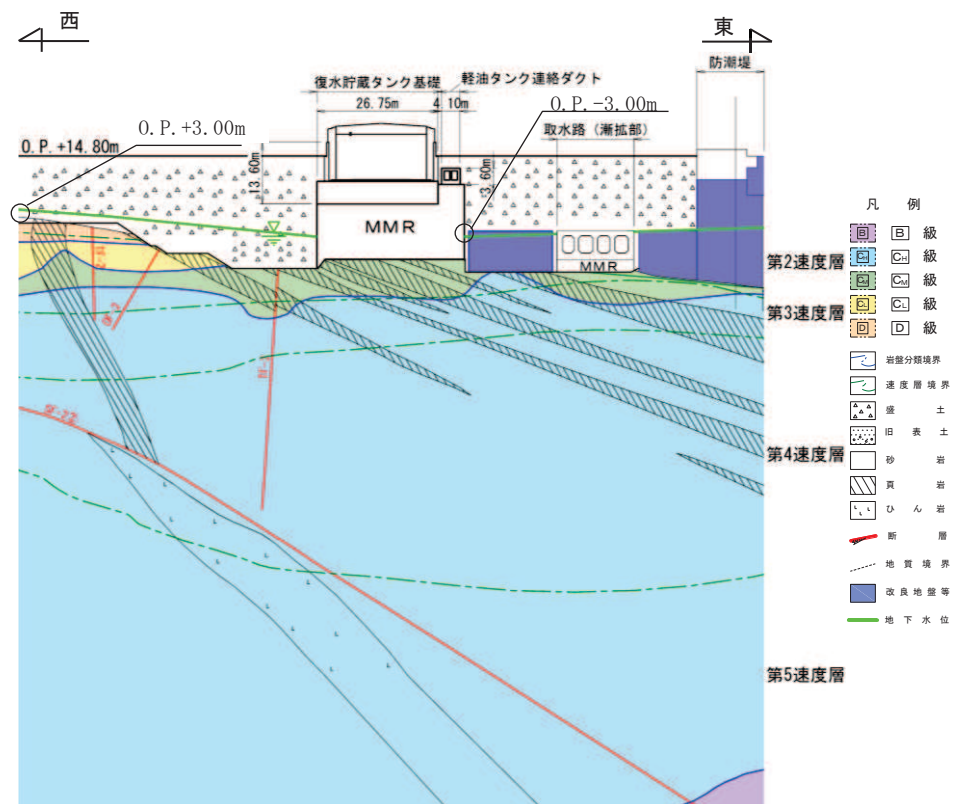 西
東
防潮堤
復水貯蔵タンク基礎
軽油タンク連絡ダクト
26.75m
4.10m
O.P.-3.00m
取水路（漸拡部）
O.P.+3.00m
O.P.+14.80m
13.60m
3.60m
MMR
MMR
第2速度層
第3速度層
第4速度層
第5速度層
SF-22
凡 例
B B 級
CH CH 級
CM CM 級
CL CL 級
D D 級
岩盤分類境界
速度層境界
盛 土
旧 表 土
砂 岩
頁 岩
ひ ん 岩
断 層
地 質 境 界
改 良 地 盤 等
地 下 水 位